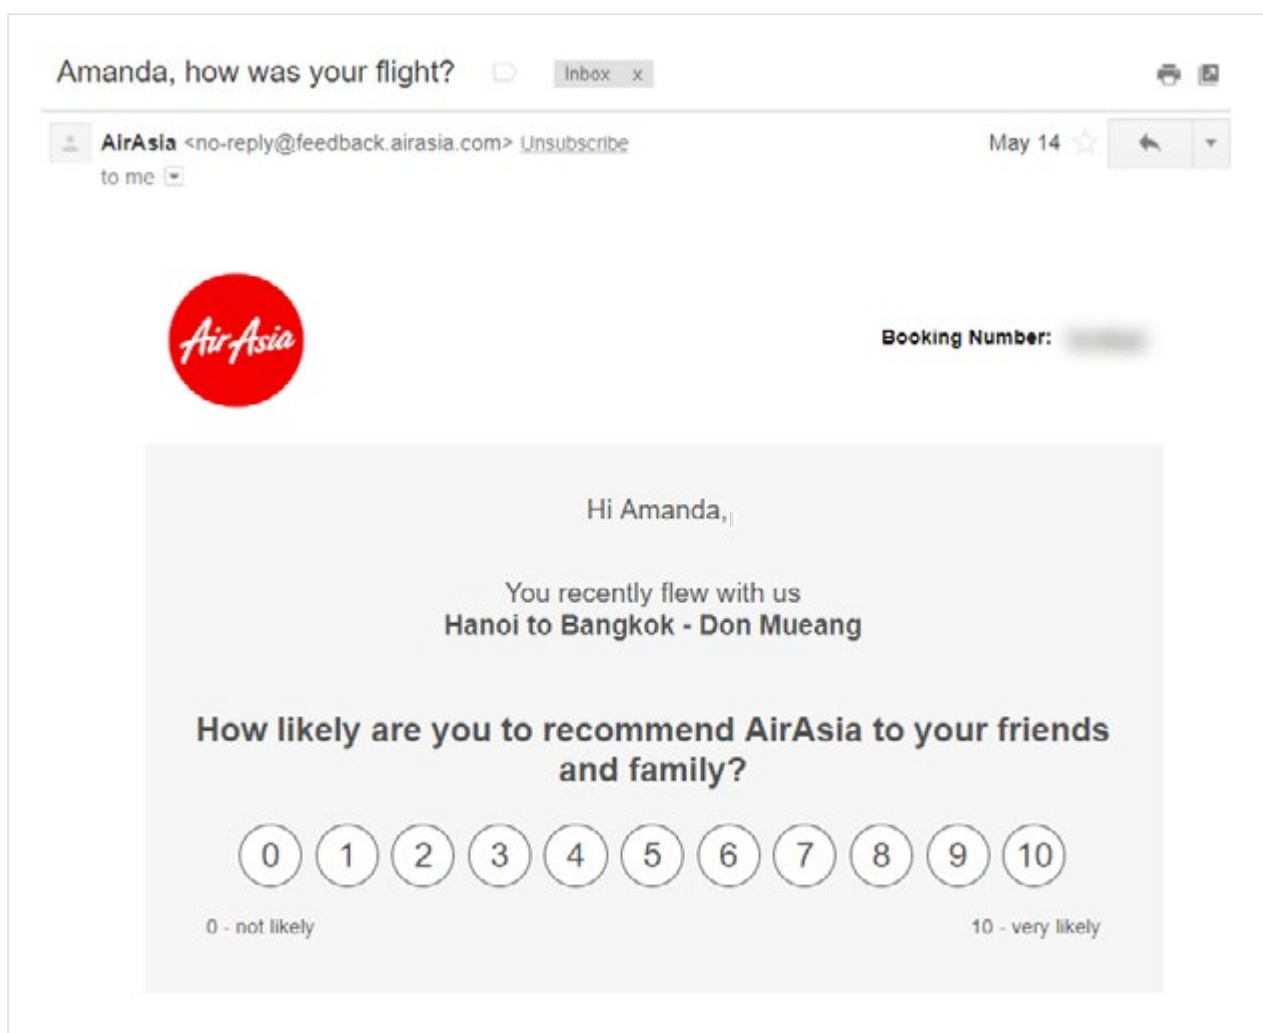 Amanda, how was your flight? Inbox x
AirAsia <no-reply@feedback.airasia.com> Unsubscribe May 14
to me
AirAsia
Booking Number:
Hi Amanda,
You recently flew with us
Hanoi to Bangkok - Don Mueang
How likely are you to recommend AirAsia to your friends
and family?
0 1 2 3 4 5 6 7 8 9 10
0 - not likely 10 - very likely